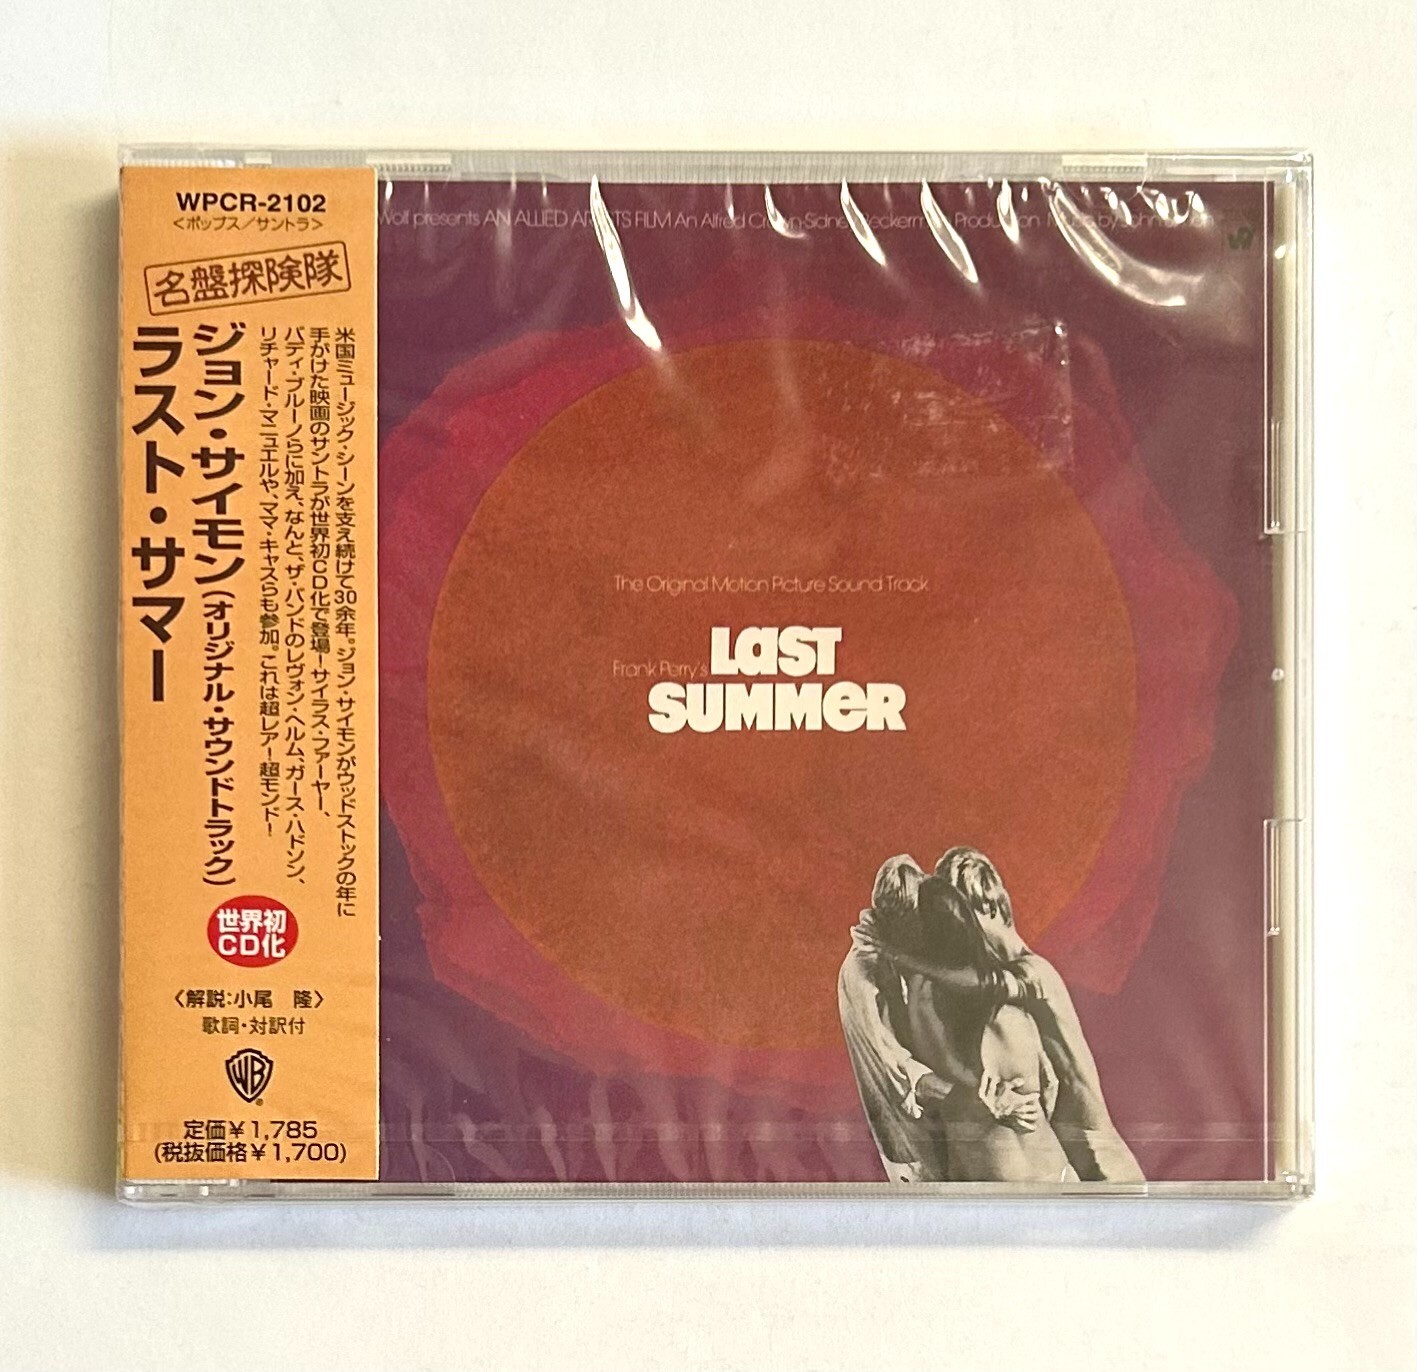 WPCR-2102
<ポップス／サントラ>
名盤探険隊
米国ミュージック・シーンを支え続けて30余年。ジョン・サイモンがウッドストックの年に
手がけた映画のサントラが世界初CD化で登場!サイラス・ファーヤー、
バディ・ブルーノらに加え、なんと、ザ・バンドのレヴォン・ヘルム、ガース・ハドソン、
リチャード・マニュエルや、ママ・キャスらも参加。これは超レアー!超モンド!
ジョン・サイモン(オリジナル・サウンドトラック)
ラスト・サマー
世界初
CD化
〈解説:小尾 隆〉
歌詞・対訳付
WB
定価￥1,785
(税抜価格￥1,700)
Wolf presents AN ALLIED ARTISTS FILM An Alfred Crown-Sidney Beckerman Production Music by John
The Original Motion Picture Sound Track
Frank Perry's LaST
SUMMeR